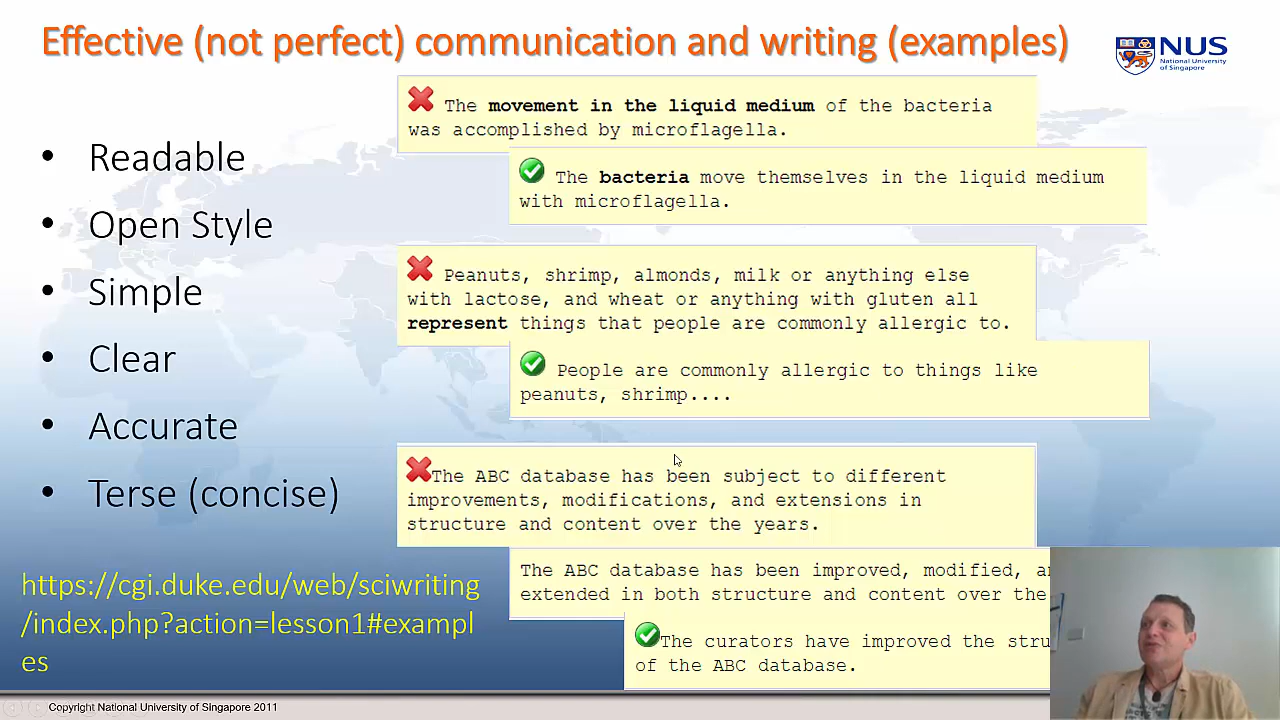 Effective (not perfect) communication and writing (examples)
NUS
National University
of Singapore
• Readable
• Open Style
• Simple
• Clear
• Accurate
• Terse (concise)
https://cgi.duke.edu/web/sciwriting
/index.php?action=lesson1#exampl
es
The movement in the liquid medium of the bacteria
was accomplished by microflagella.
The bacteria move themselves in the liquid medium
with microflagella.
Peanuts, shrimp, almonds, milk or anything else
with lactose, and wheat or anything with gluten all
represent things that people are commonly allergic to.
People are commonly allergic to things like
peanuts, shrimp....
The ABC database has been subject to different
improvements, modifications, and extensions in
structure and content over the years.
The ABC database has been improved, modified,
extended in both structure and content over the
The curators have improved the
of the ABC database.
Copyright National University of Singapore 2011